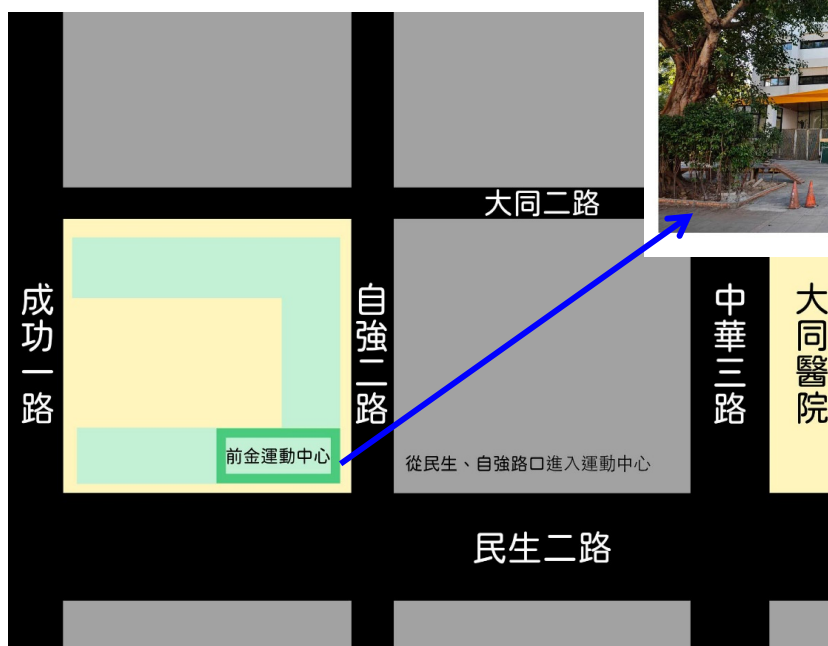 大同二路
成功一路
自強二路
中華三路
大同醫院
前金運動中心
從民生、自強路口進入運動中心
民生二路